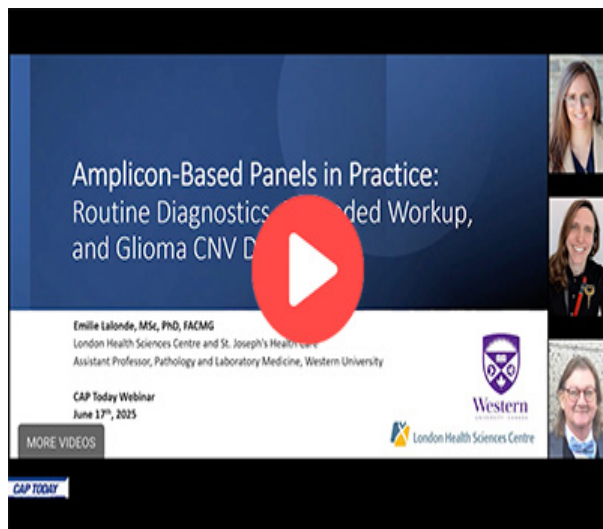 Amplicon-Based Panels in Practice:
Routine Diagnostics, Workup,
and Glioma CNV
Emilie Lalonde, MSc, PhD, FACMG
London Health Sciences Centre and St. Joseph's Health Care
Assistant Professor, Pathology and Laboratory Medicine, Western University
CAP Today Webinar
June 17th, 2025
Western
London Health Sciences Centre
MORE VIDEOS
CAP TODAY